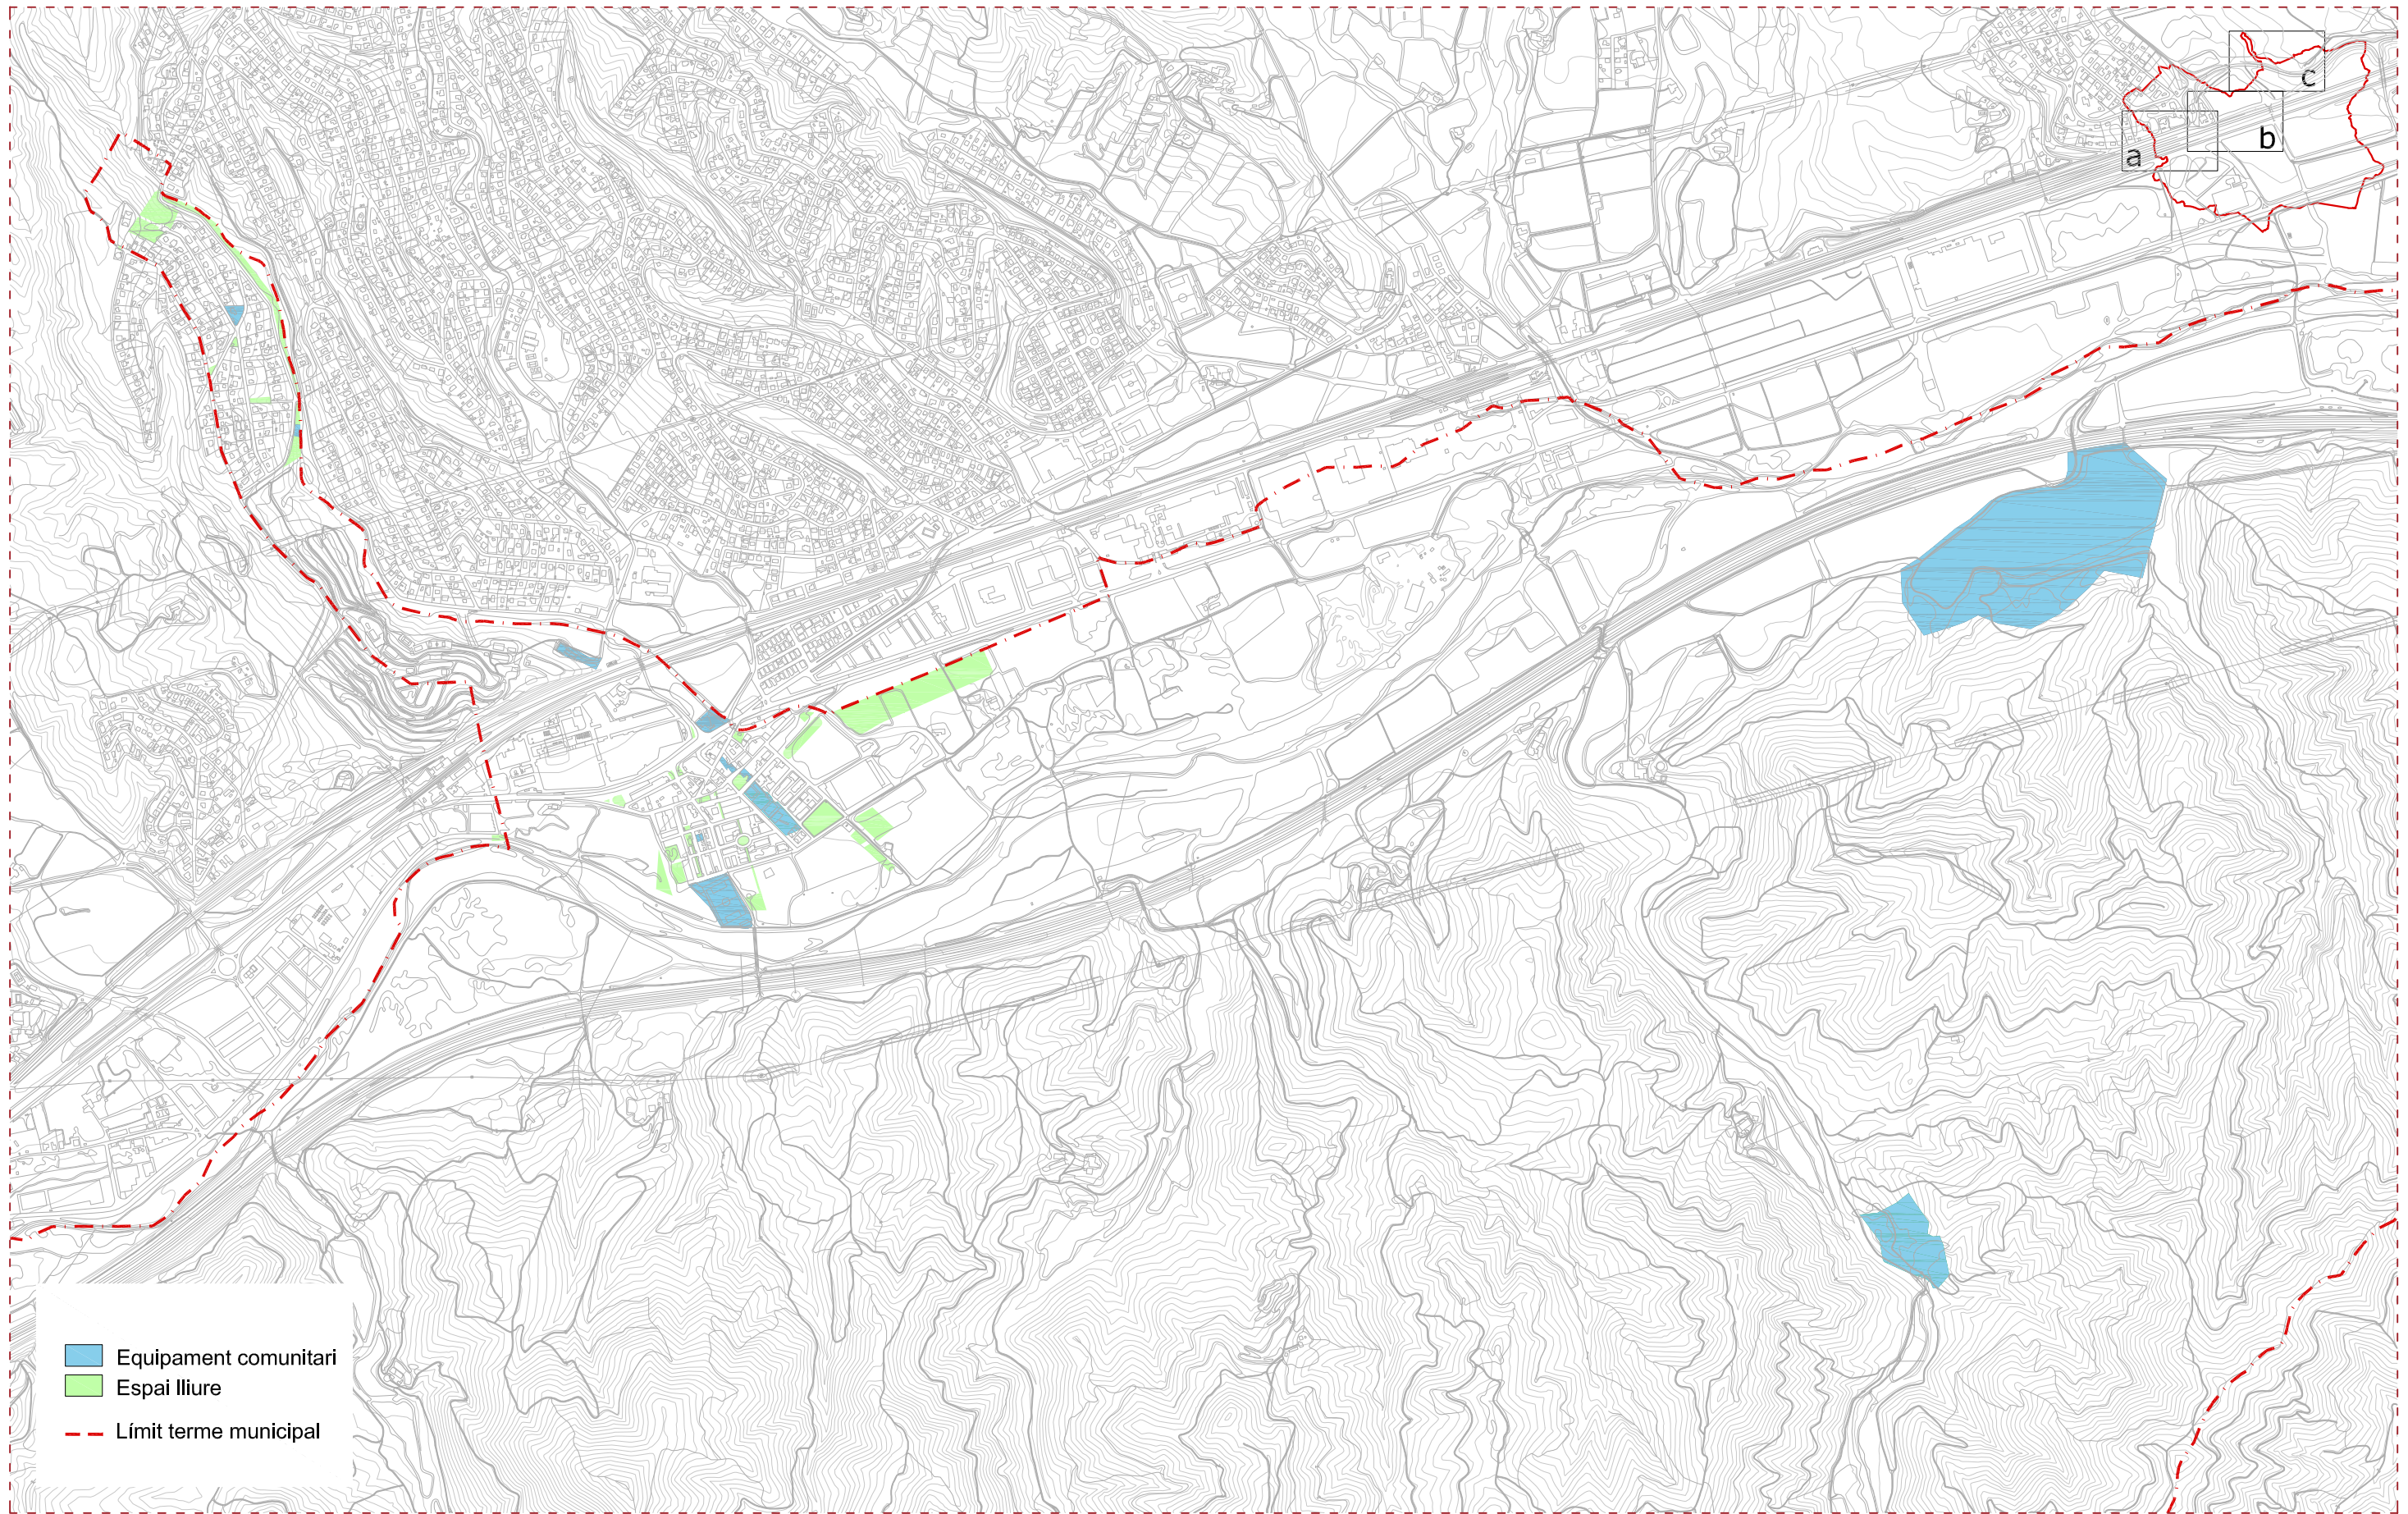 c
b
a
Equipament comunitari
Espai lliure
Límit terme municipal